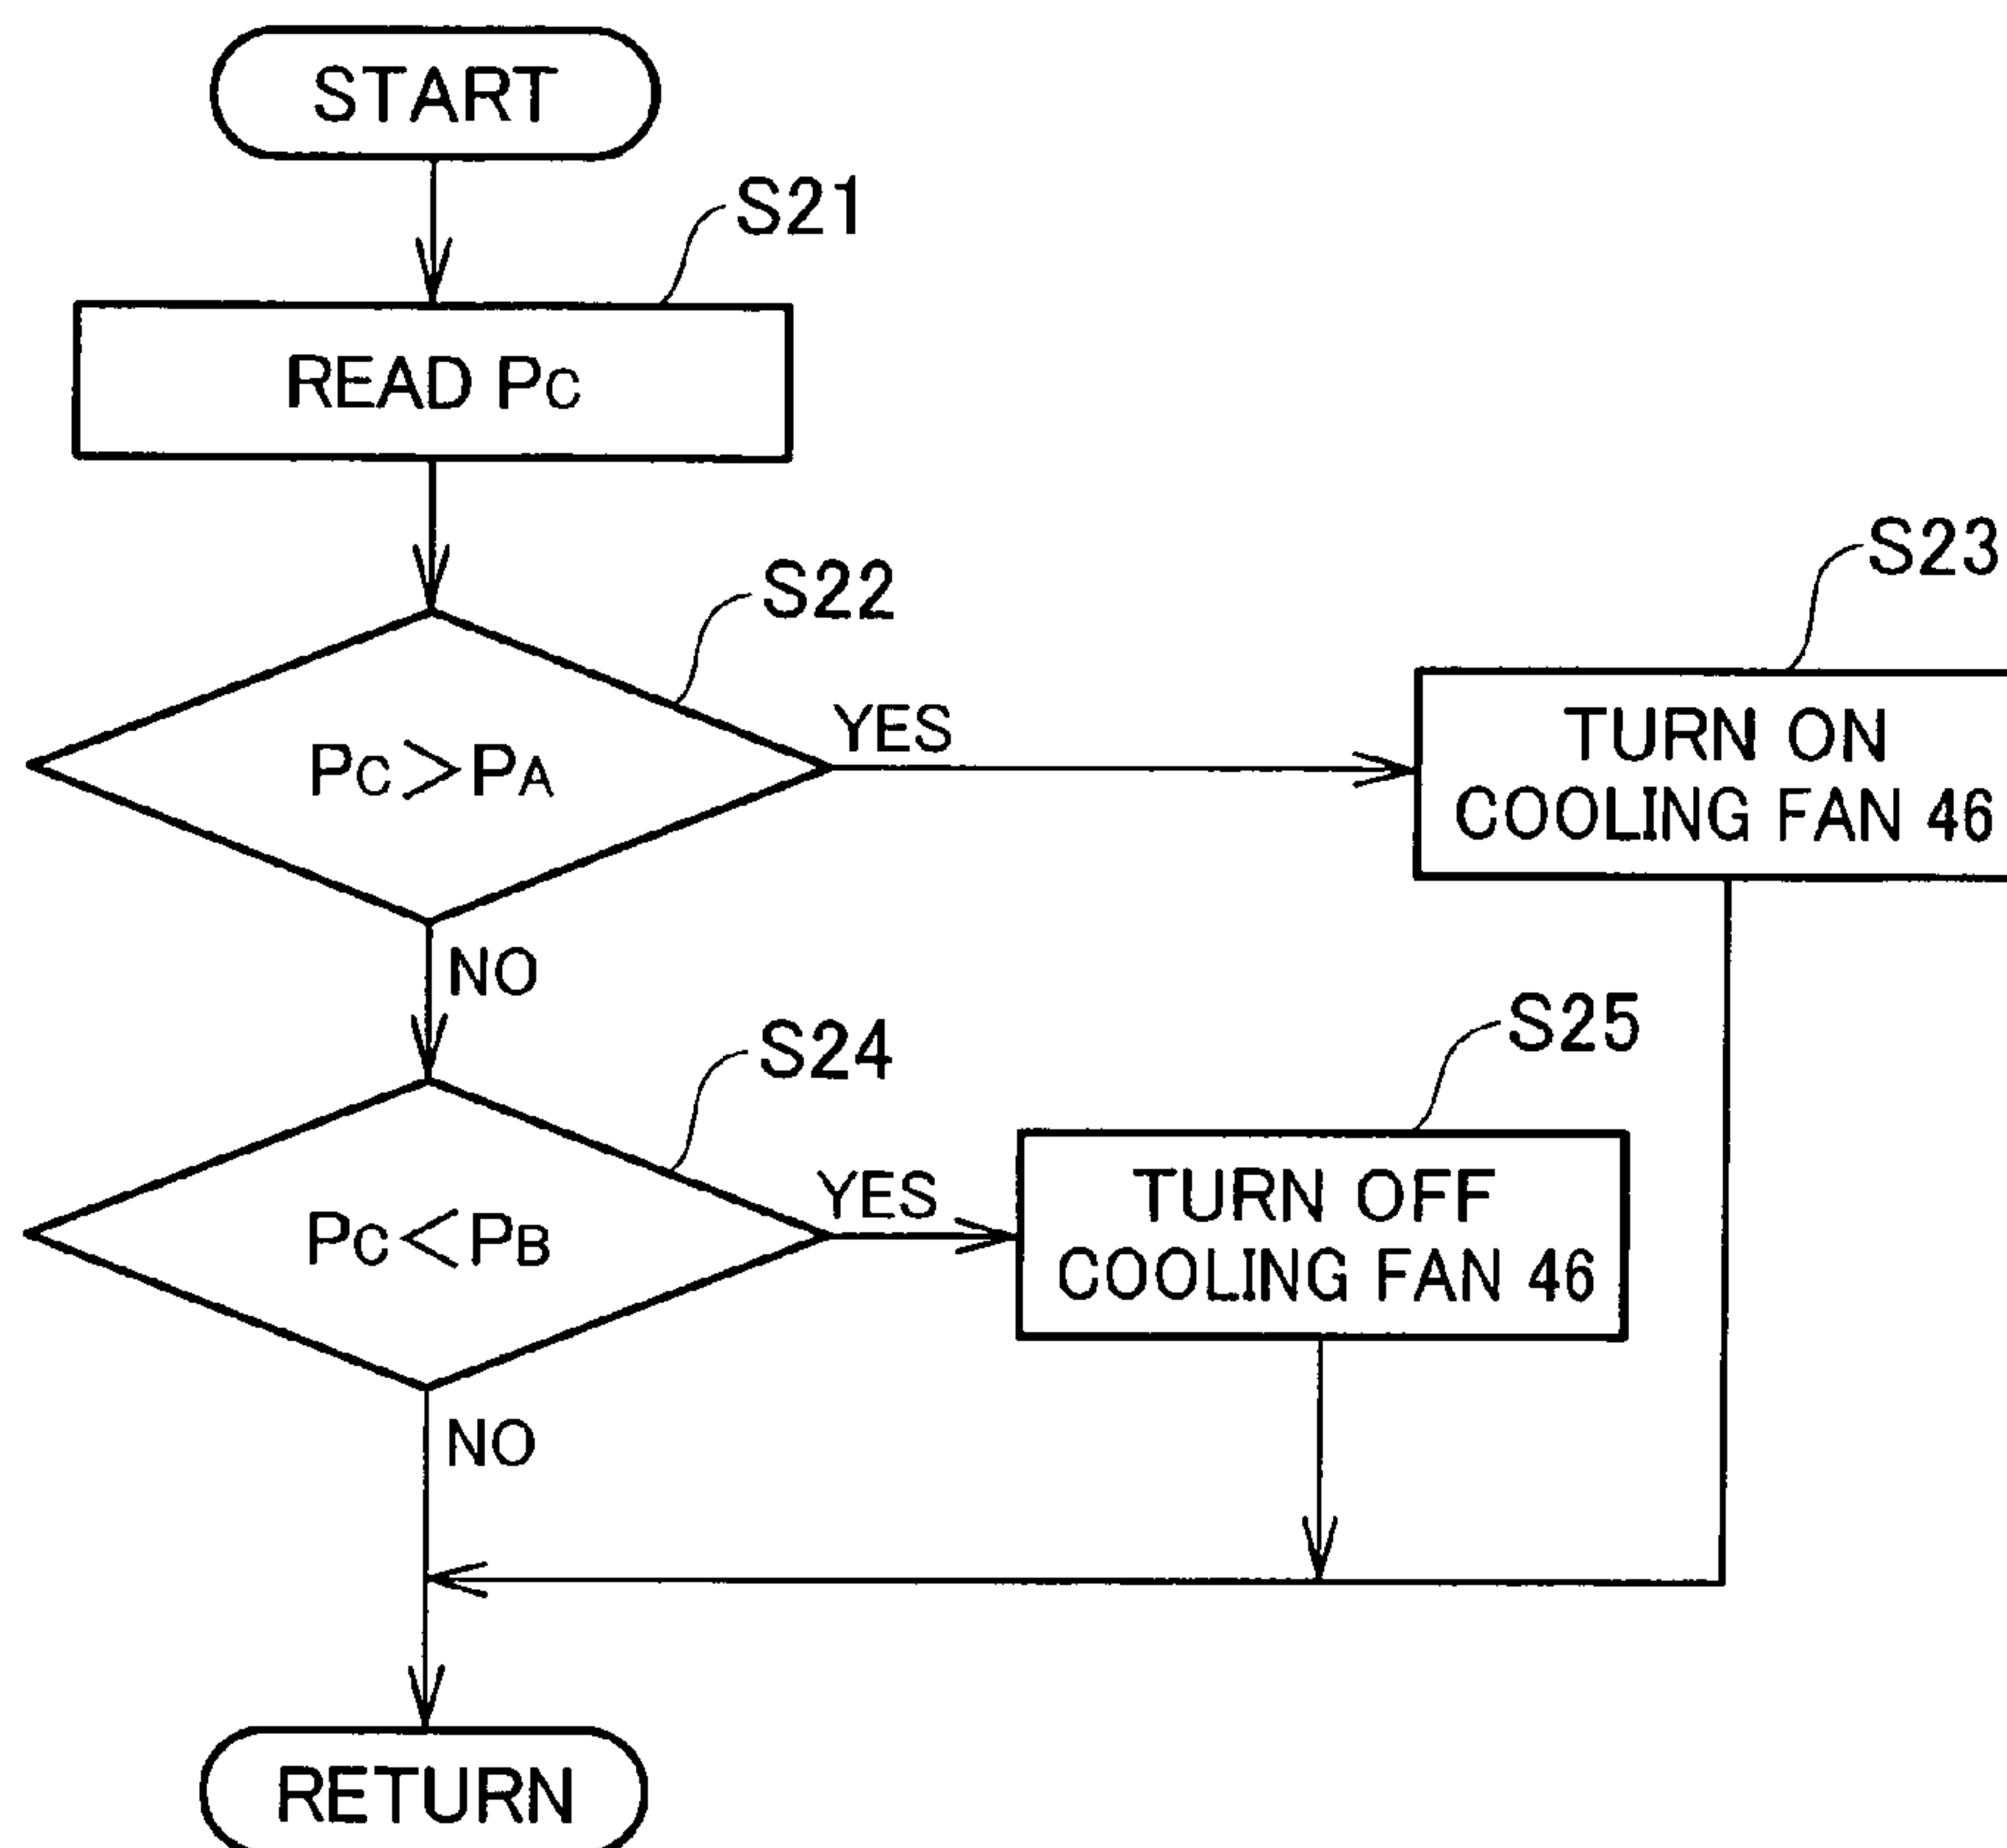 START
S21
READ PC
S22
PC>PA
YES
S23
TURN ON
COOLING FAN 46
NO
S24
PC<PB
YES
S25
TURN OFF
COOLING FAN 46
NO
RETURN